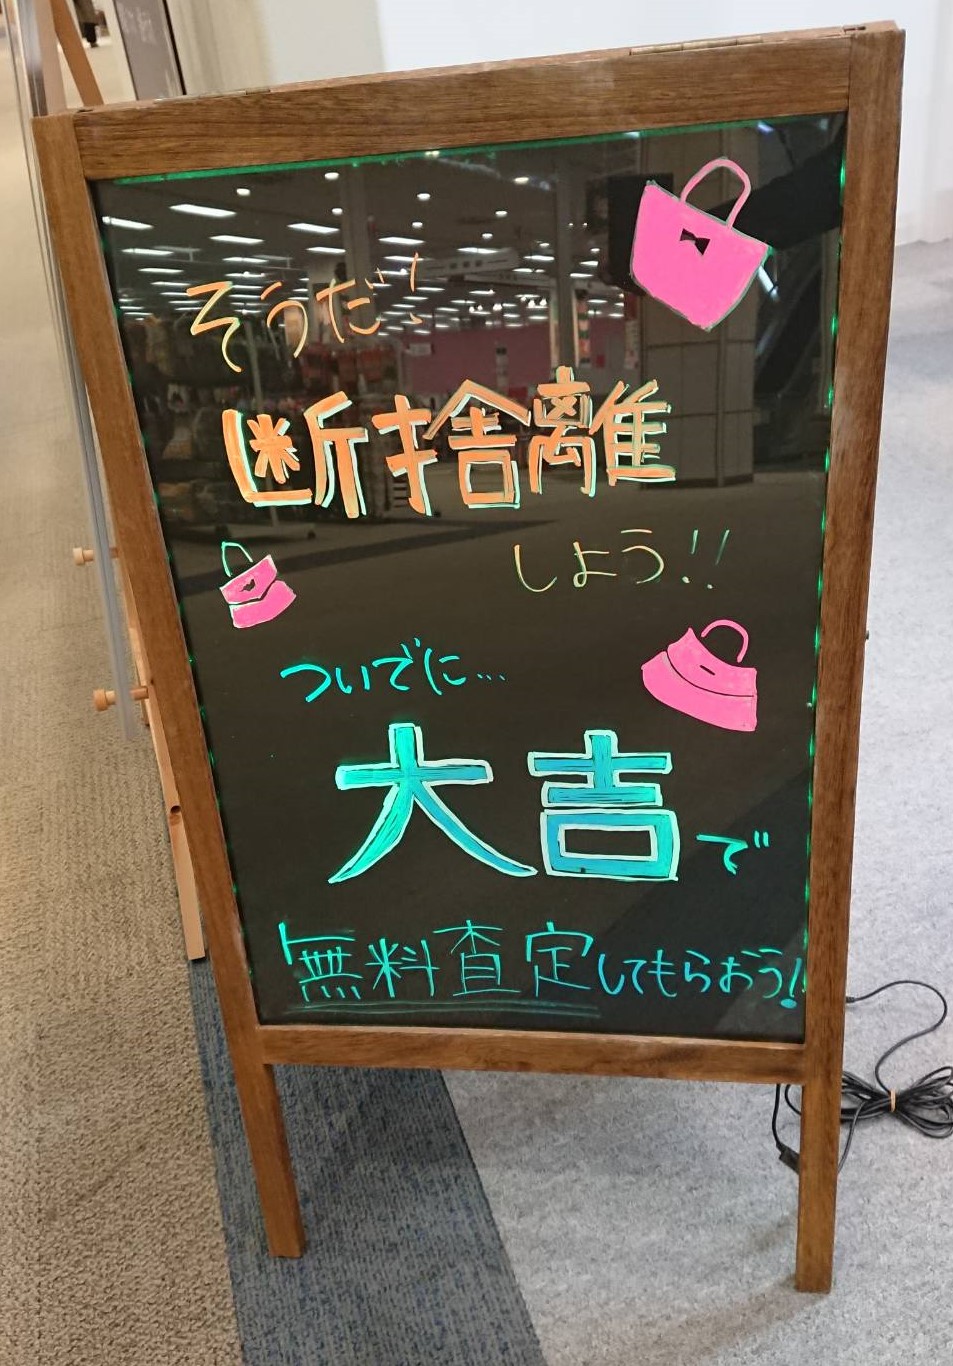 そうだ!
断捨離
しよう!!
ついでに…
大吉で
無料査定してもらおう!